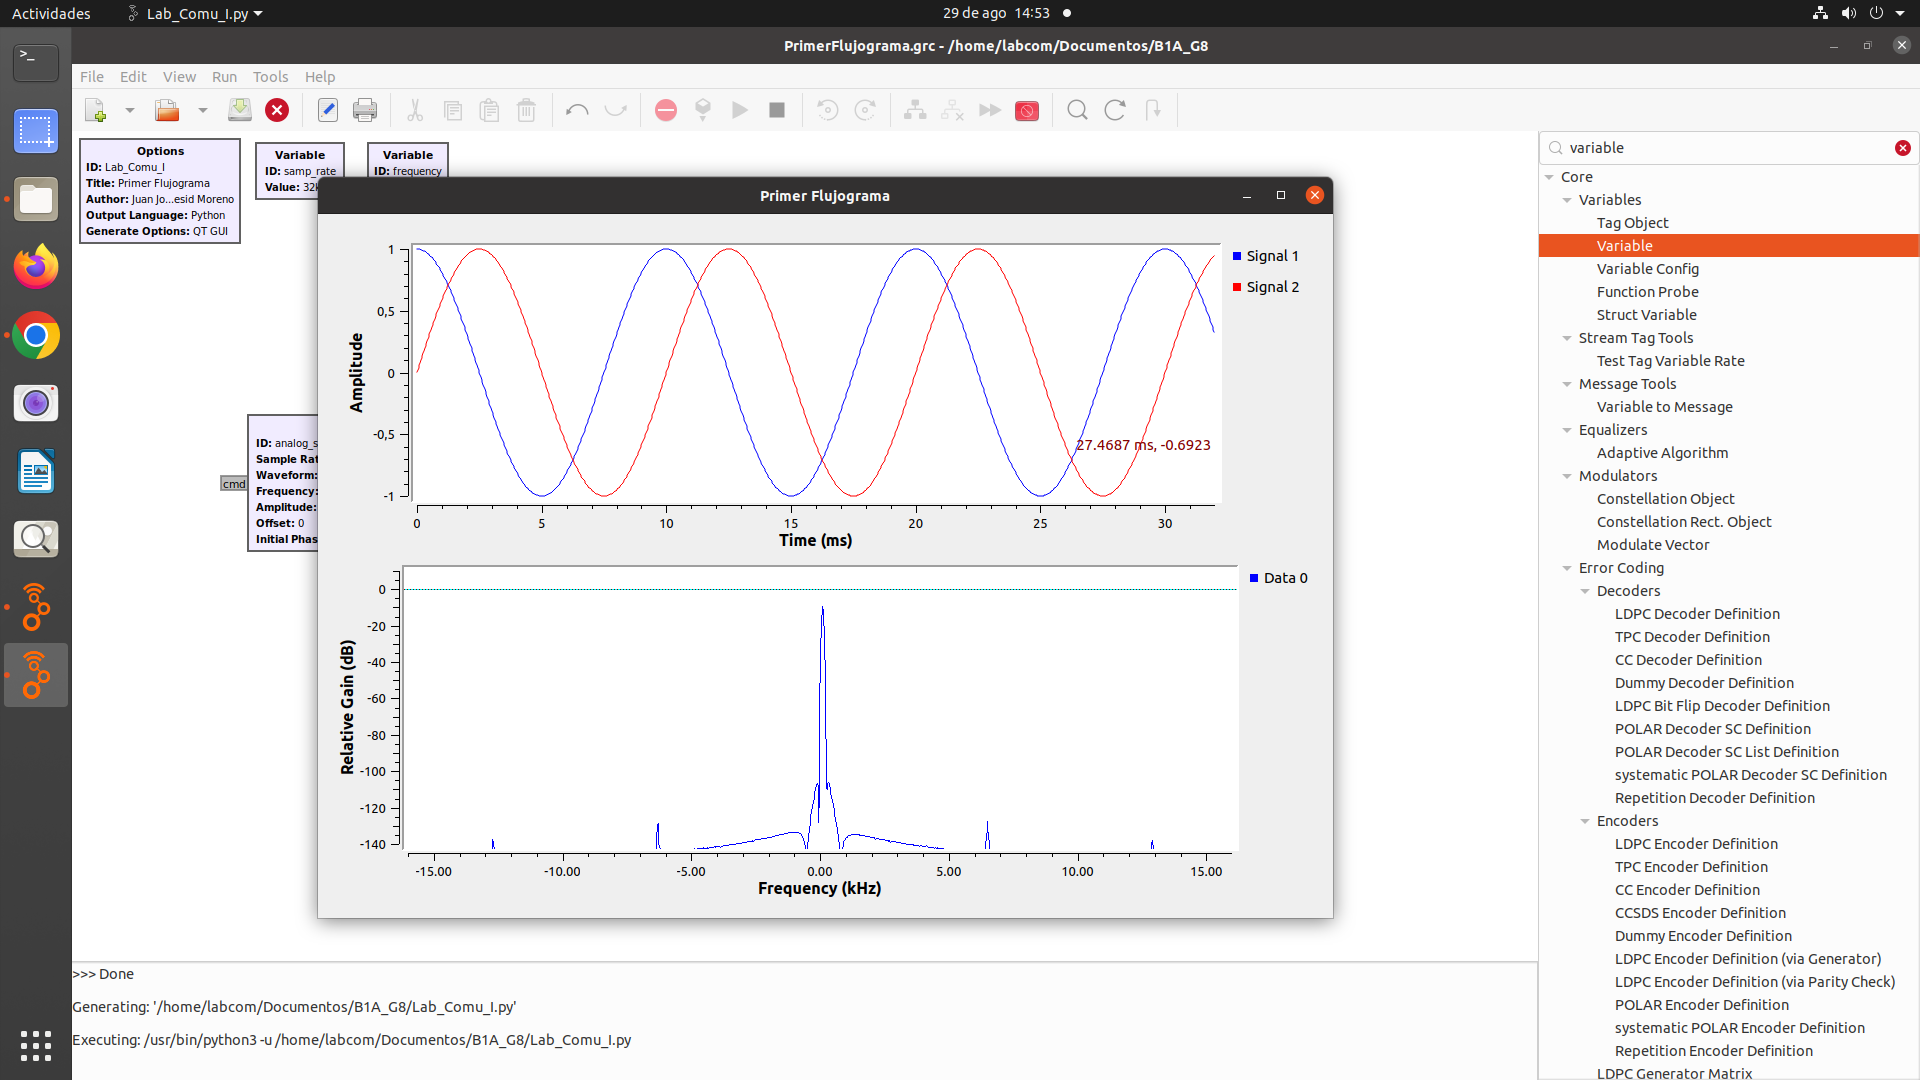 Actividades
Lab_Comu_I.py
29 de ago 14:53
PrimerFlujograma.grc - /home/labcom/Documentos/B1A_G8
File Edit View Run Tools Help
Options
ID: Lab_Comu_I
Title: Primer Flujograma
Author: Juan Jo...esid Moreno
Output Language: Python
Generate Options: QT GUI
Variable
ID: samp_rate
Value: 32k
Variable
ID: frequency
cmd
ID: analog_s
Sample Rat
Waveform:
Frequency:
Amplitude:
Offset: 0
Initial Phas
Primer Flujograma
Amplitude
1
0,5
0
-0,5
-1
27.4687 ms, -0.6923
0 5 10 15 20 25 30
Time (ms)
Signal 1
Signal 2
Relative Gain (dB)
0
-20
-40
-60
-80
-100
-120
-140
-15.00 -10.00 -5.00 0.00 5.00 10.00 15.00
Frequency (kHz)
Data 0
>>> Done
Generating: '/home/labcom/Documentos/B1A_G8/Lab_Comu_I.py'
Executing: /usr/bin/python3 -u /home/labcom/Documentos/B1A_G8/Lab_Comu_I.py
variable
Core
Variables
Tag Object
Variable
Variable Config
Function Probe
Struct Variable
Stream Tag Tools
Test Tag Variable Rate
Message Tools
Variable to Message
Equalizers
Adaptive Algorithm
Modulators
Constellation Object
Constellation Rect. Object
Modulate Vector
Error Coding
Decoders
LDPC Decoder Definition
TPC Decoder Definition
CC Decoder Definition
Dummy Decoder Definition
LDPC Bit Flip Decoder Definition
POLAR Decoder SC Definition
POLAR Decoder SC List Definition
systematic POLAR Decoder SC Definition
Repetition Decoder Definition
Encoders
LDPC Encoder Definition
TPC Encoder Definition
CC Encoder Definition
CCSDS Encoder Definition
Dummy Encoder Definition
LDPC Encoder Definition (via Generator)
LDPC Encoder Definition (via Parity Check)
POLAR Encoder Definition
systematic POLAR Encoder Definition
Repetition Encoder Definition
LDPC Generator Matrix